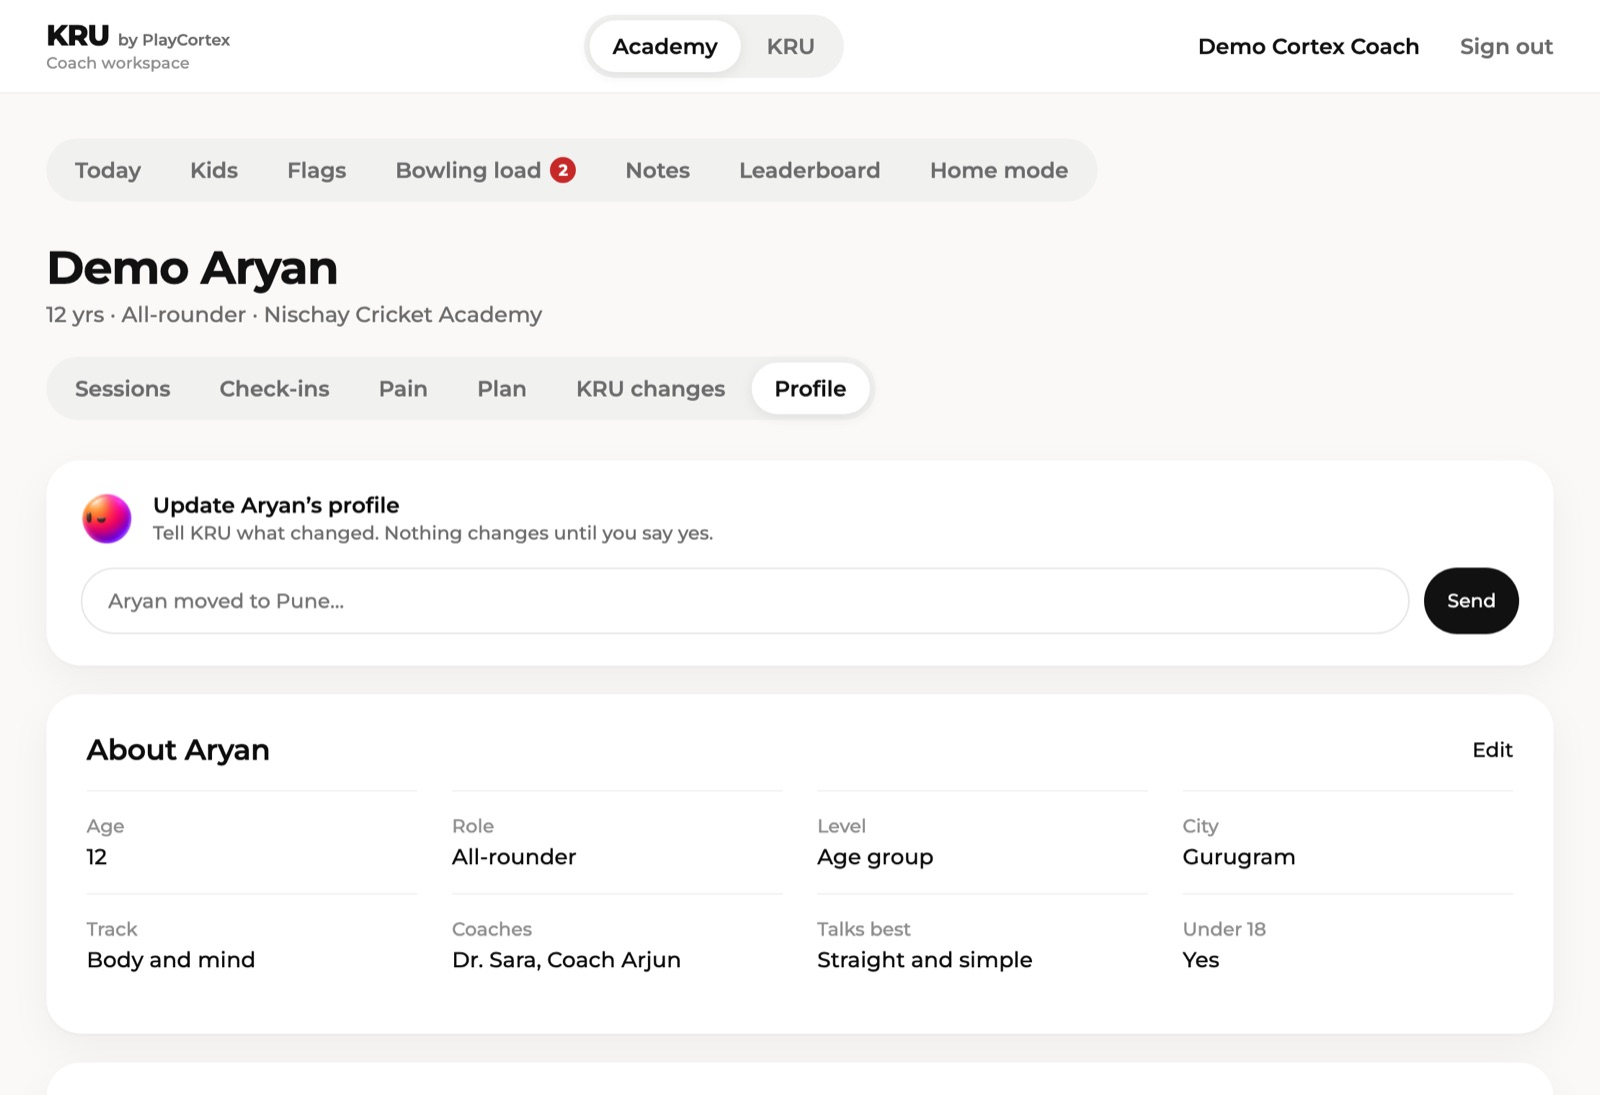 KRU by PlayCortex
Coach workspace
Academy
KRU
Demo Cortex Coach
Sign out
Today
Kids
Flags
Bowling load 2
Notes
Leaderboard
Home mode
Demo Aryan
12 yrs · All-rounder · Nischay Cricket Academy
Sessions
Check-ins
Pain
Plan
KRU changes
Profile
Update Aryan’s profile
Tell KRU what changed. Nothing changes until you say yes.
Aryan moved to Pune...
Send
About Aryan
Edit
Age
12
Role
All-rounder
Level
Age group
City
Gurugram
Track
Body and mind
Coaches
Dr. Sara, Coach Arjun
Talks best
Straight and simple
Under 18
Yes